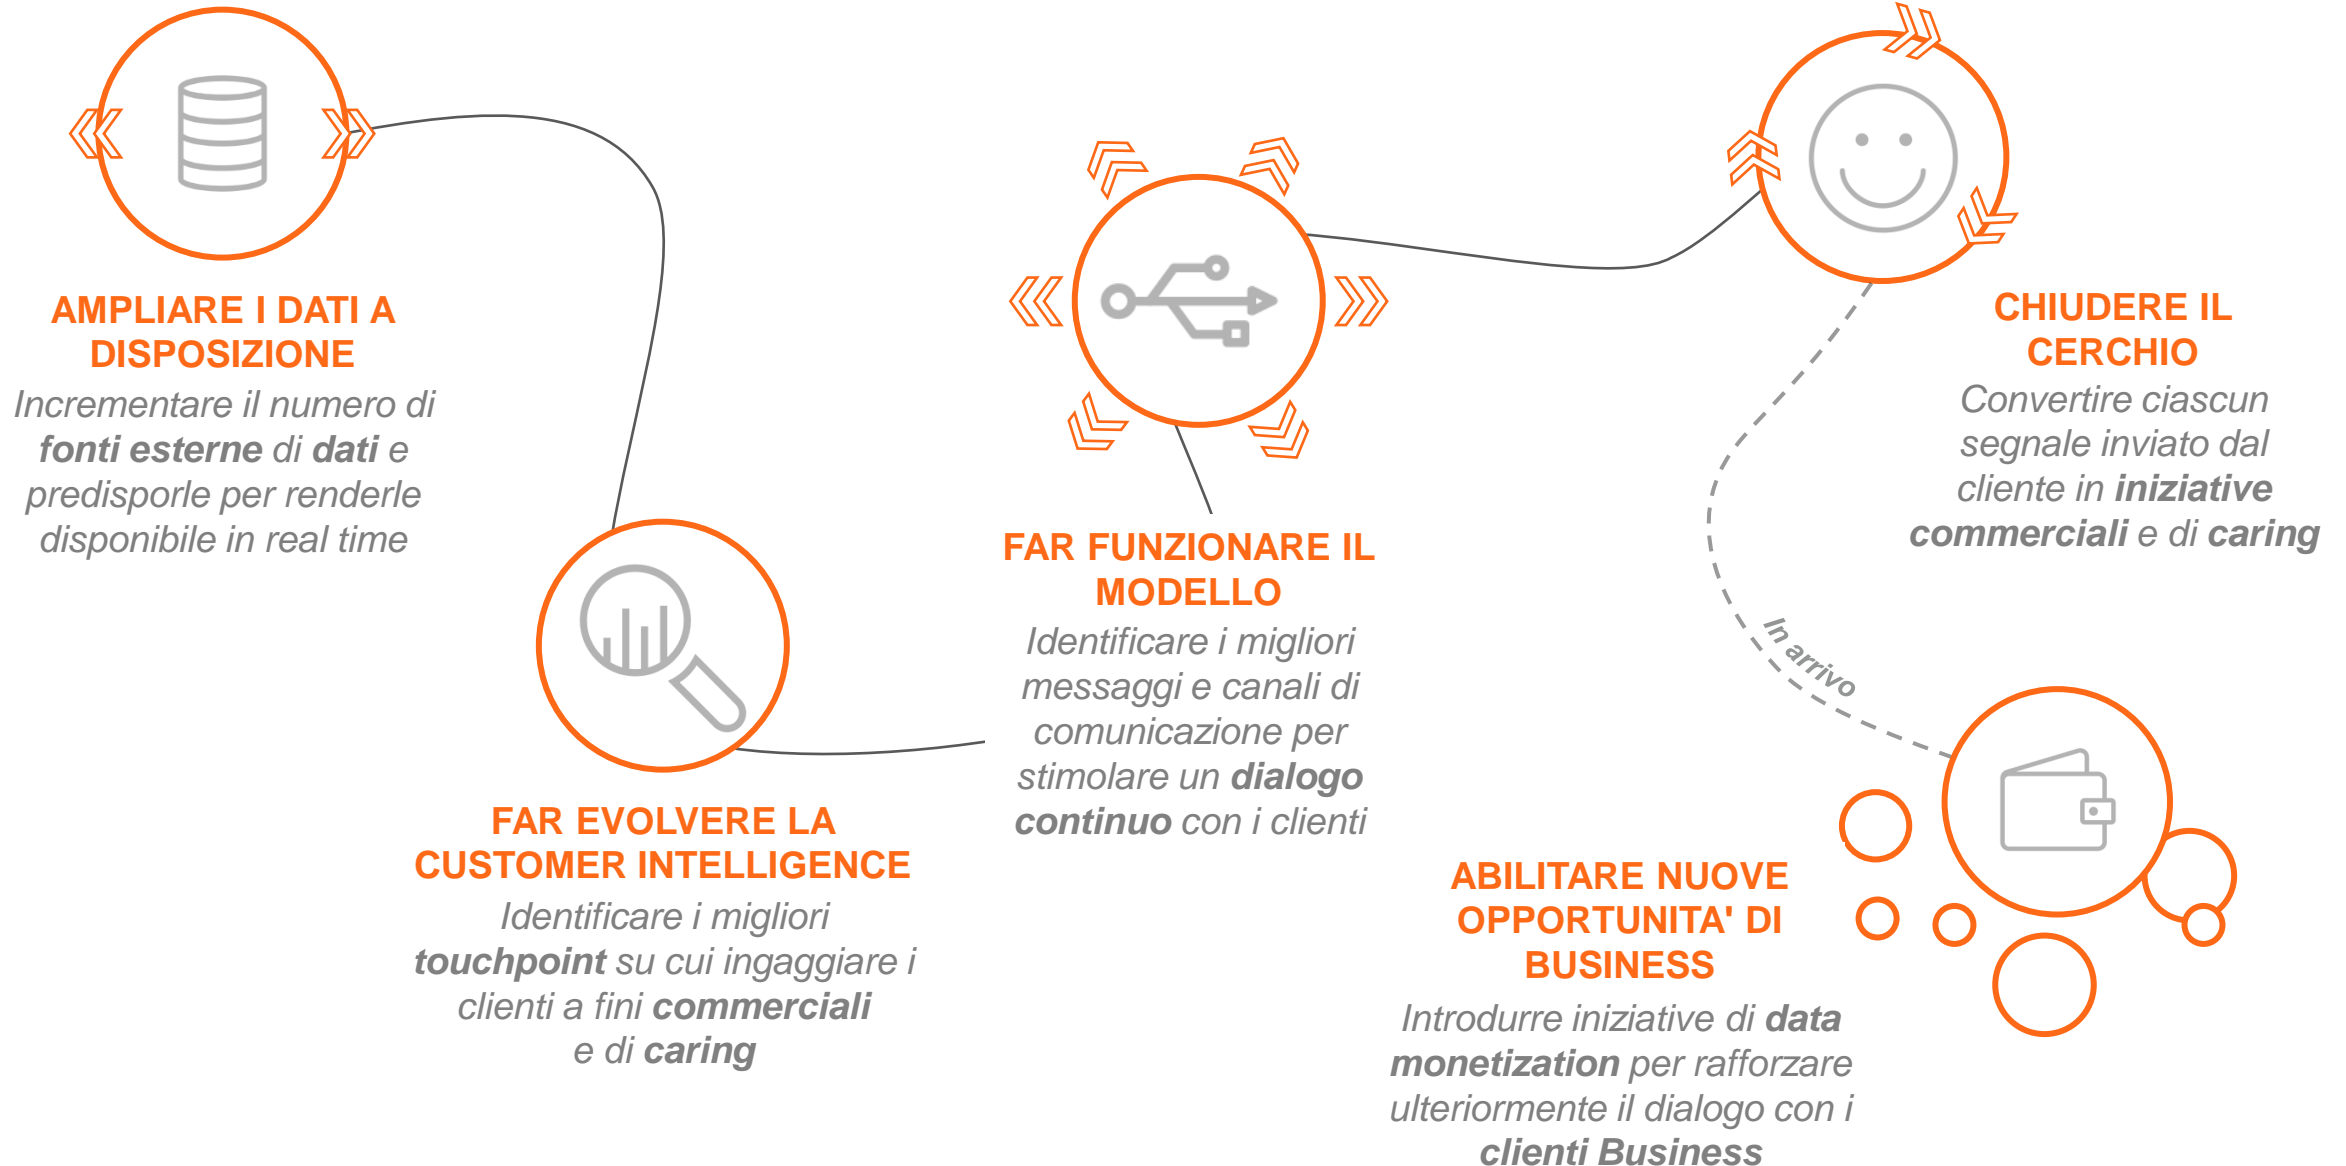 AMPLIARE I DATI A
DISPOSIZIONE
Incrementare il numero di
fonti esterne di dati e
predisporle per renderle
disponibile in real time
FAR EVOLVERE LA
CUSTOMER INTELLIGENCE
Identificare i migliori
touchpoint su cui ingaggiare i
clienti a fini commerciali
e di caring
FAR FUNZIONARE IL
MODELLO
Identificare i migliori
messaggi e canali di
comunicazione per
stimolare un dialogo
continuo con i clienti
CHIUDERE IL
CERCHIO
Convertire ciascun
segnale inviato dal
cliente in iniziative
commerciali e di caring
In arrivo
ABILITARE NUOVE
OPPORTUNITA' DI
BUSINESS
Introdurre iniziative di data
monetization per rafforzare
ulteriormente il dialogo con i
clienti Business